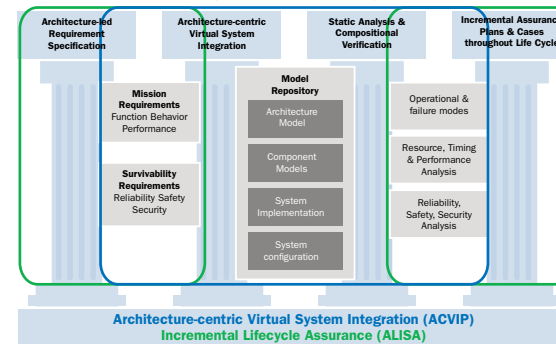 Architecture-led
Requirement
Specification
Architecture-centric
Virtual System
Integration
Static Analysis &
Compositional
Verification
Incremental Assurance
Plans & Cases
throughout Life Cycle
Mission
Requirements
Function Behavior
Performance
Survivability
Requirements
Reliability Safety
Security
Model
Repository
Architecture
Model
Component
Models
System
Implementation
System
configuration
Operational &
failure modes
Resource, Timing
& Performance
Analysis
Reliability,
Safety, Security
Analysis
Architecture-centric Virtual System Integration (ACVIP)
Incremental Lifecycle Assurance (ALISA)